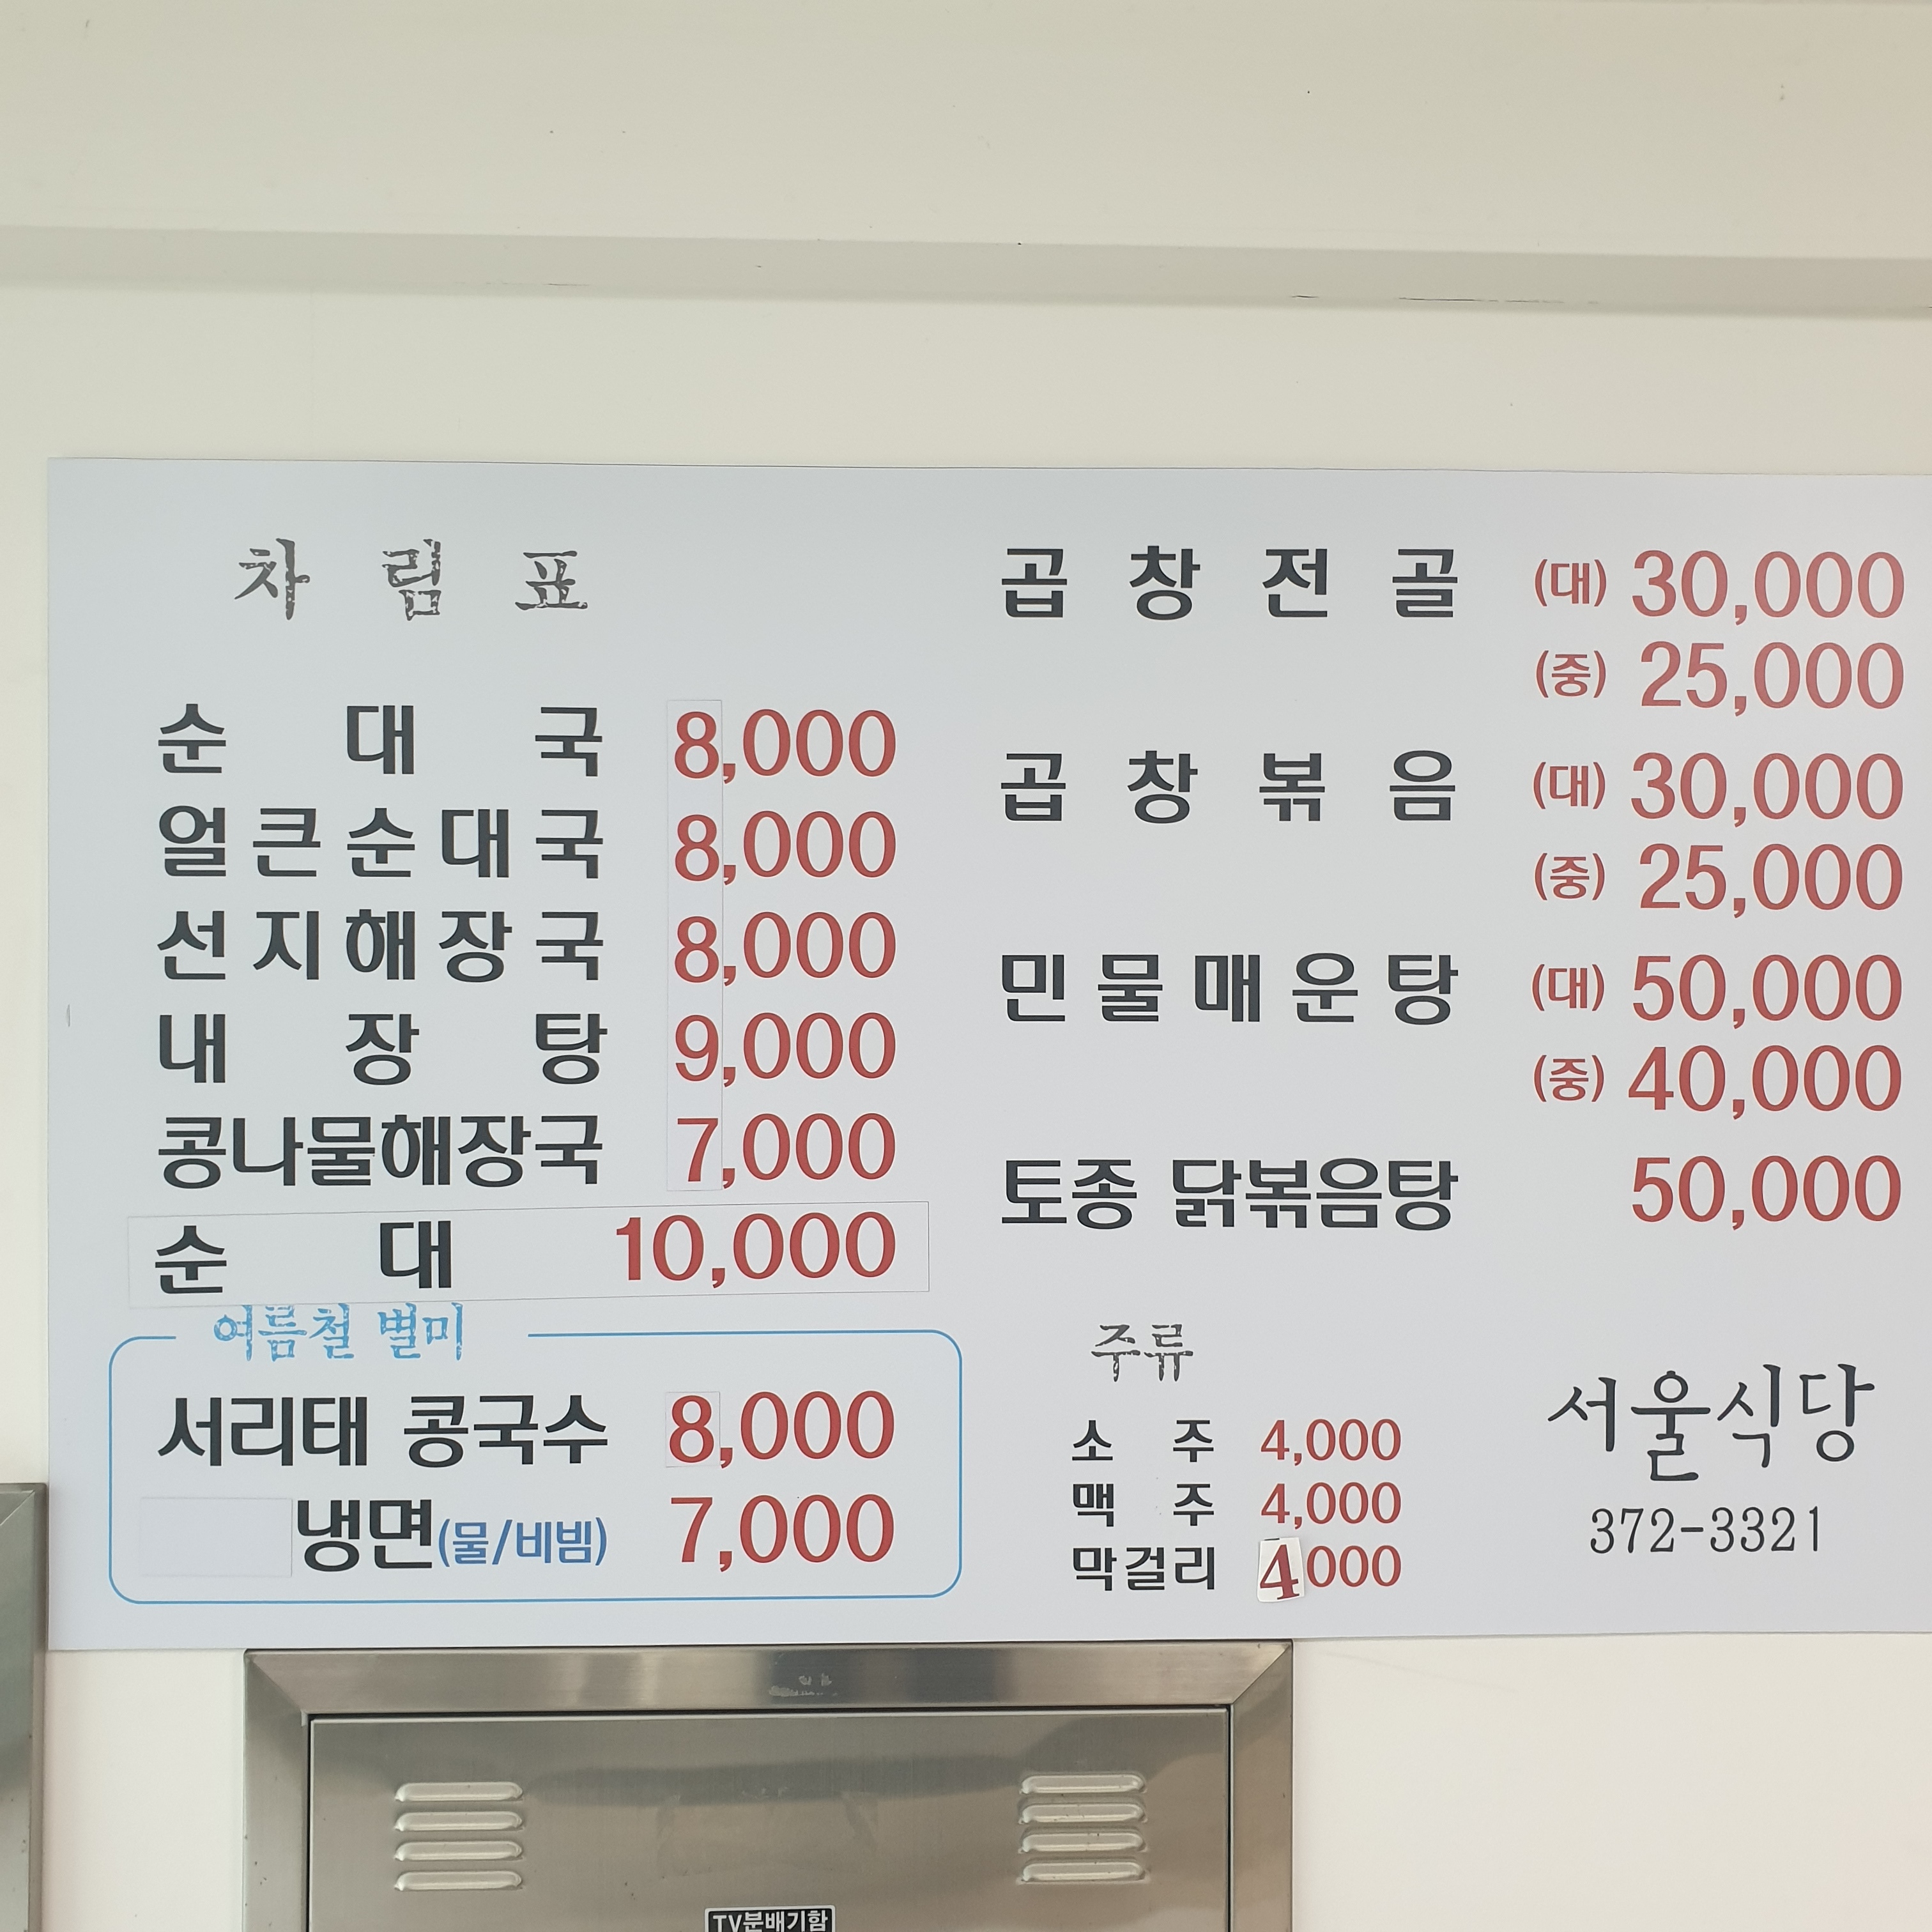 차림표
순대국 8,000
얼큰순대국 8,000
선지해장국 8,000
내장탕 9,000
콩나물해장국 7,000
순대 10,000
여름철 별미
서리태 콩국수 8,000
냉면(물/비빔) 7,000
곱창전골 (대) 30,000
(중) 25,000
곱창볶음 (대) 30,000
(중) 25,000
민물매운탕 (대) 50,000
(중) 40,000
토종 닭볶음탕 50,000
주류
소주 4,000
맥주 4,000
막걸리 4000
서울식당
372-3321
TV분배기함